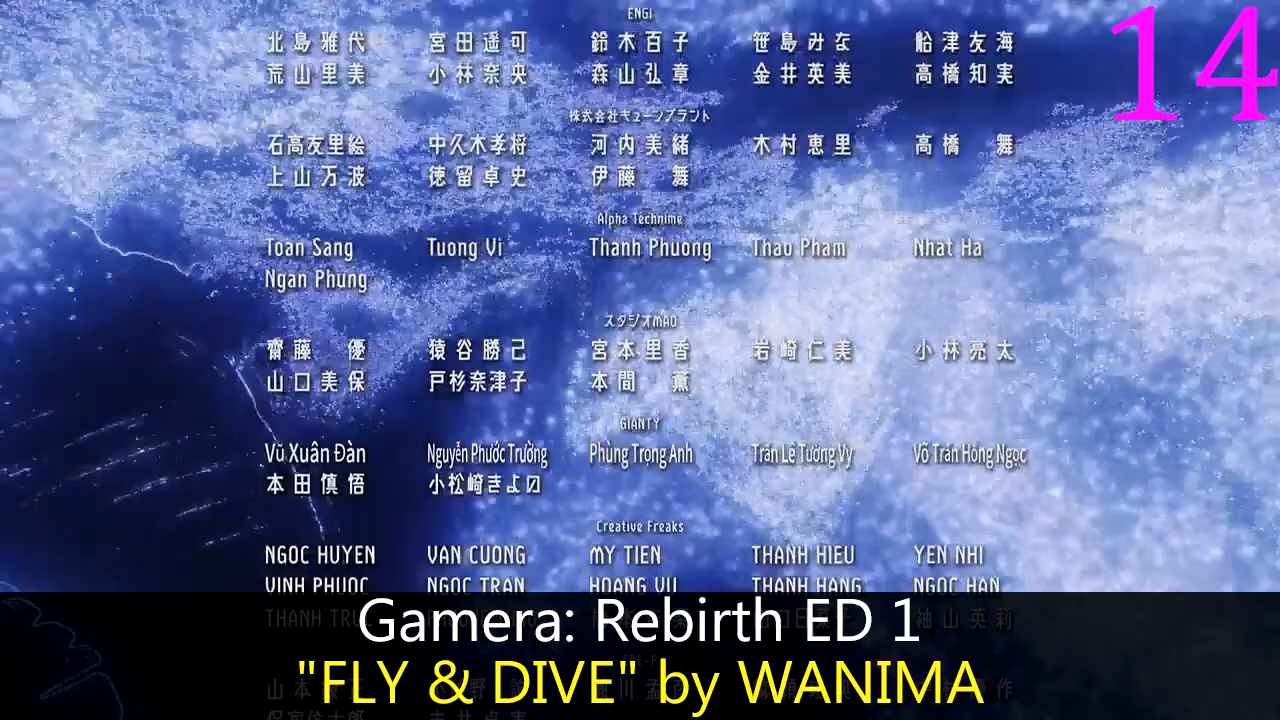 ENGI
14
北島雅代 宮田遥可 鈴木百子 笹島みな 船津友海
荒山里美 小林奈央 森山弘章 金井英美 高橋知実
株式会社キューンプラント
石高友里絵 中久木孝将 河内美緒 木村恵里 高橋 舞
上山万波 徳留卓史 伊藤 舞
Alpha Technime
Toan Sang Tuong Vi Thanh Phuong Thao Pham Nhat Ha
Ngan Phung
スタジオMAO
齋藤 優 猿谷勝己 宮本里香 岩崎仁美 小林亮太
山口美保 戸杉奈津子 本間 薫
GIANTY
Vũ Xuân Đàn Nguyễn Phước Trường Phùng Trọng Anh Trần Lê Tường Vy Võ Trần Hồng Ngọc
本田慎悟 小松崎きよの
Creative Freaks
NGOC HUYEN VAN CUONG MY TIEN THANH HIEU YEN NHI
VINH PHUOC NGOC TRAN HOANG VU THANH HANG NGOC HAN
THANH TRUC 袖山英莉
Gamera: Rebirth ED 1
"FLY & DIVE" by WANIMA